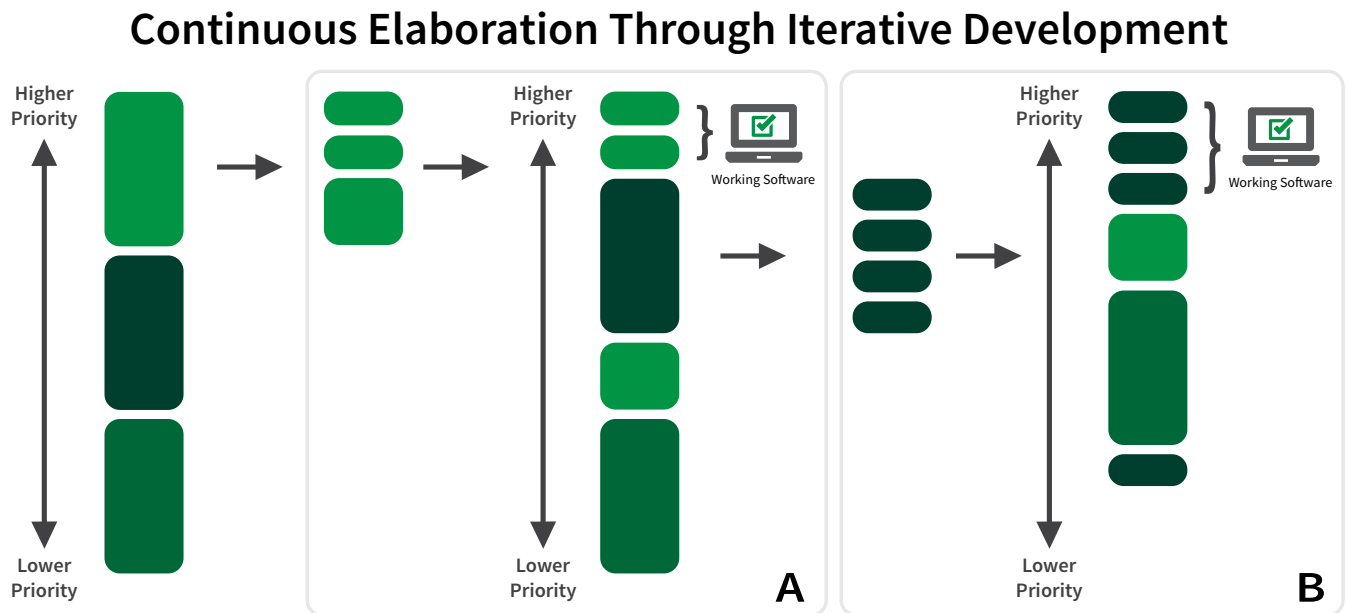 Continuous Elaboration Through Iterative Development
Higher
Priority
Lower
Priority
Higher
Priority
Working Software
Lower
Priority
A
Higher
Priority
Working Software
Lower
Priority
B